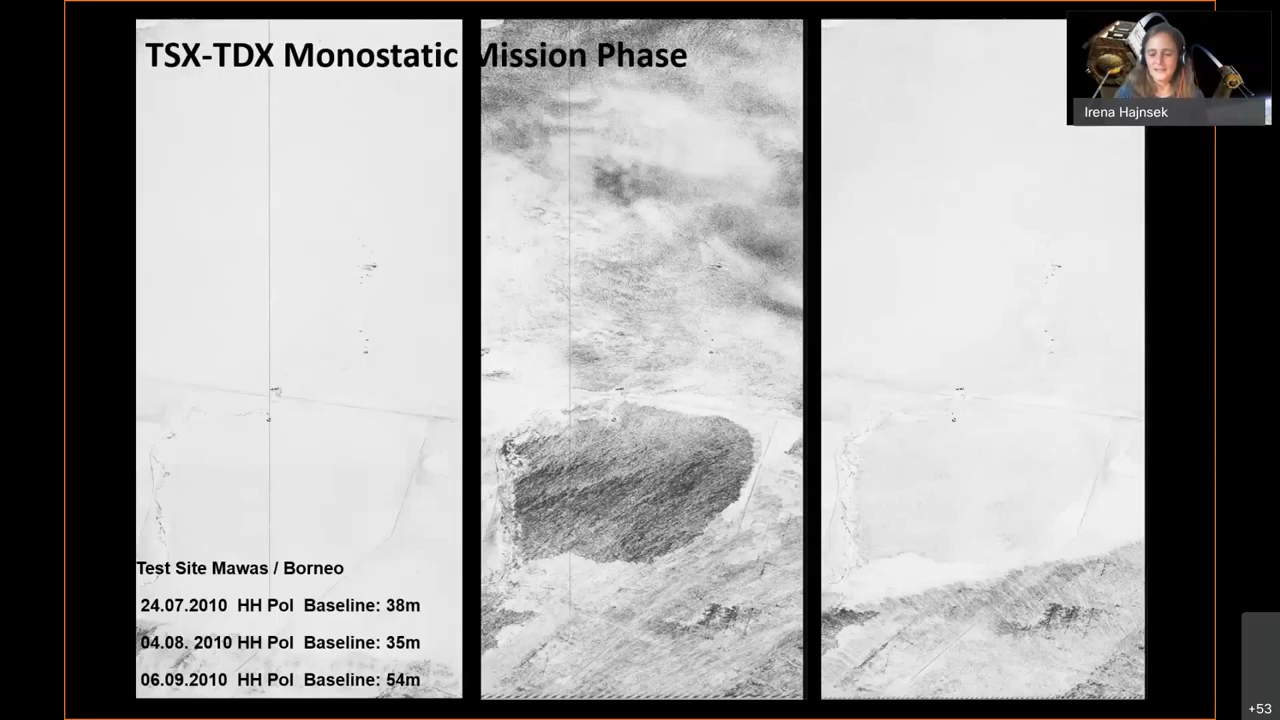 TSX-TDX Monostatic Mission Phase
Irena Hajnsek
Test Site Mawas / Borneo
24.07.2010 HH Pol Baseline: 38m
04.08. 2010 HH Pol Baseline: 35m
06.09.2010 HH Pol Baseline: 54m
+53